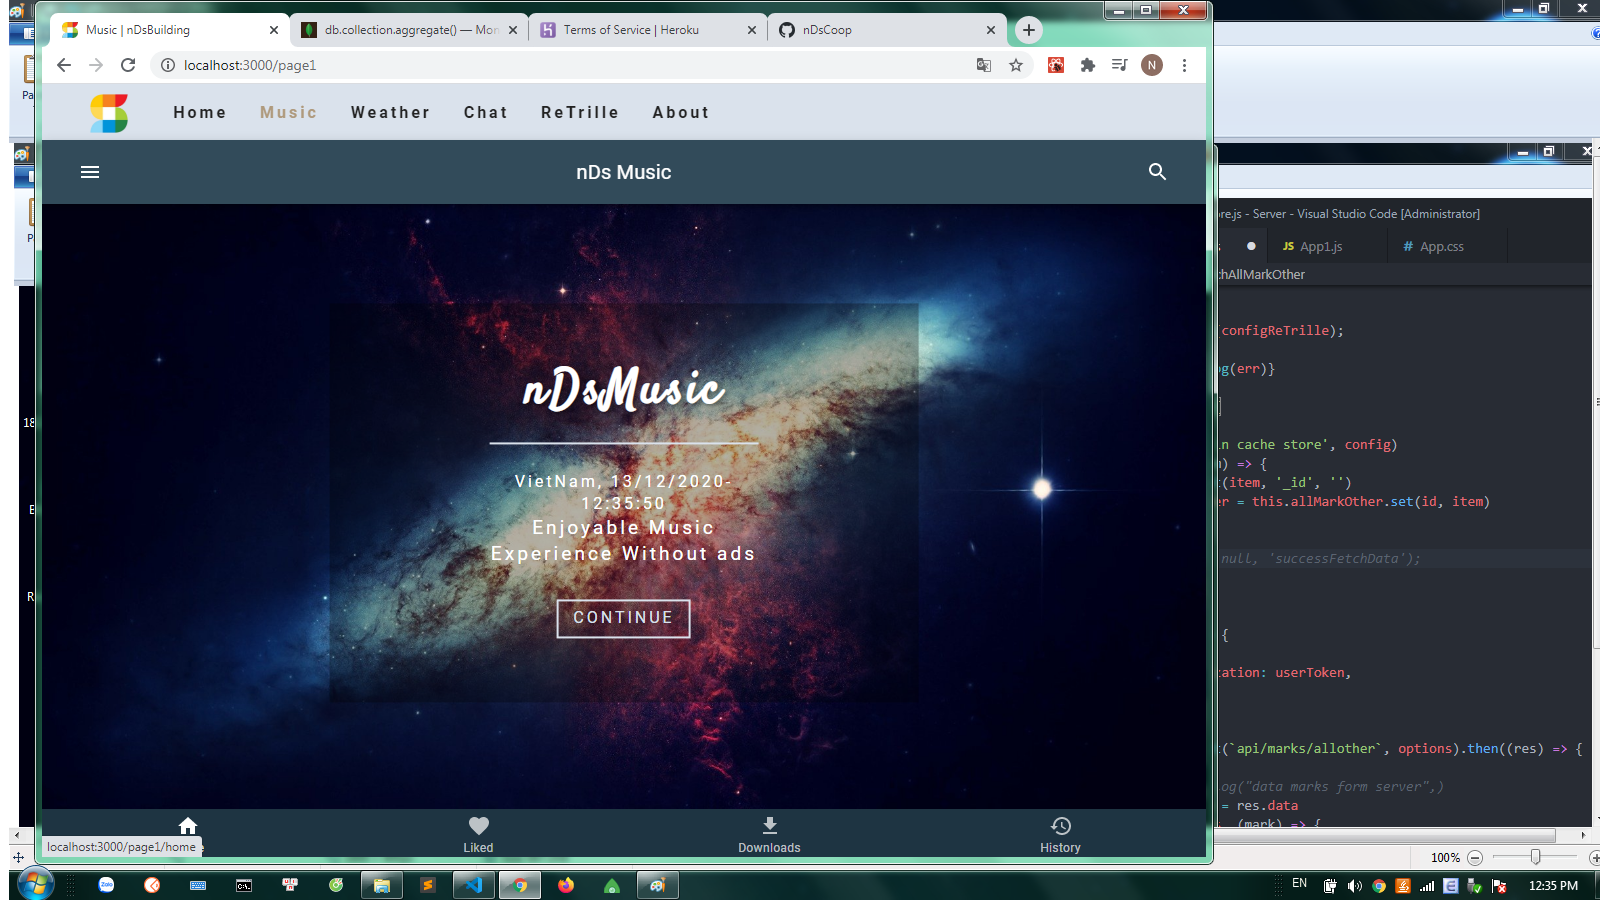 Music | nDsBuilding
db.collection.aggregate() — Mon
Terms of Service | Heroku
nDsCoop
localhost:3000/page1
N
Home
Music
Weather
Chat
ReTrille
About
nDs Music
nDsMusic
VietNam, 13/12/2020-
12:35:50
Enjoyable Music
Experience Without ads
CONTINUE
Liked
Downloads
History
localhost:3000/page1/home
re.js - Server - Visual Studio Code [Administrator]
JS App1.js
# App.css
hAllMarkOther
configReTrille);
g(err)}
n cache store', config)
) => {
(item, '_id', '')
er = this.allMarkOther.set(id, item)
null, 'successFetchData');
{
ation: userToken,
(`api/marks/allother`, options).then((res) => {
og("data marks form server",)
= res.data
(mark) => {
18
100%
Zalo
EN
12:35 PM